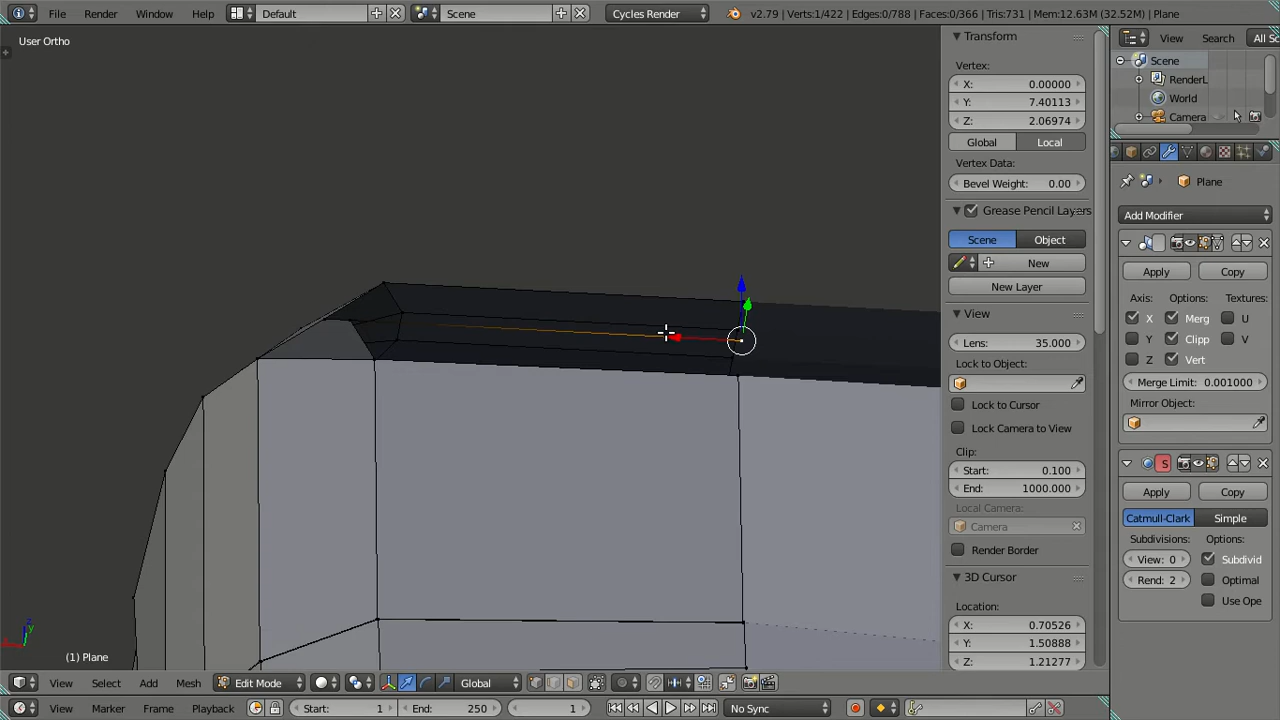 File Render Window Help Default Scene Cycles Render v2.79 | Verts:1/422 | Edges:0/788 | Faces:0/366 | Tris:731 | Mem:12.63M (32.52M) | Plane
User Ortho
(1) Plane
Transform
Vertex:
X: 0.00000
Y: 7.40113
Z: 2.06974
Global Local
Vertex Data:
Bevel Weight: 0.00
Grease Pencil Layers
Scene Object
New
New Layer
View
Lens: 35.000
Lock to Object:
Lock to Cursor
Lock Camera to View
Clip:
Start: 0.100
End: 1000.000
Local Camera:
Camera
Render Border
3D Cursor
Location:
X: 0.70526
Y: 1.50888
Z: 1.21277
View Search All Sc
Scene
RenderL
World
Camera
Plane
Add Modifier
Apply Copy
Axis: Options: Textures:
X Merg U
Y Clipp V
Z Vert
Merge Limit: 0.001000
Mirror Object:
S
Apply Copy
Catmull-Clark Simple
Subdivisions: Options:
View: 0 Subdivid
Rend: 2 Optimal
Use Ope
View Select Add Mesh Edit Mode Global
View Marker Frame Playback Start: 1 End: 250 1 No Sync